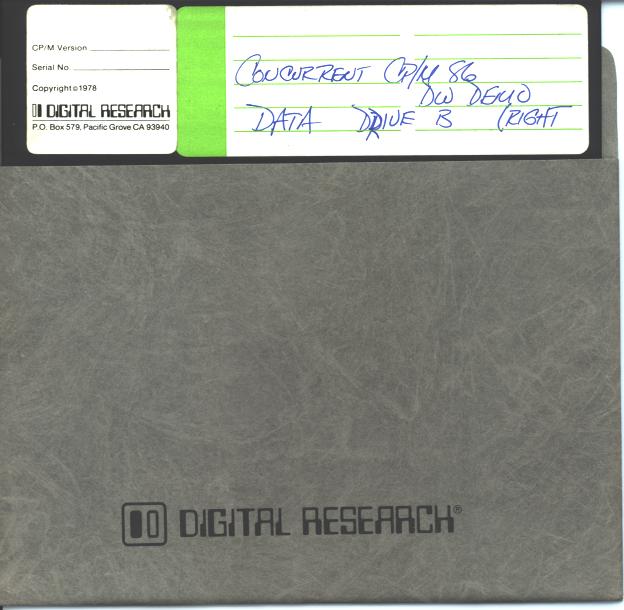 CP/M Version
Serial No.
Copyright©1978
DIGITAL RESEARCH
P.O. Box 579, Pacific Grove CA 93940
CONCURRENT CP/M 86
DW DEMO
DATA DRIVE B (RIGHT
DIGITAL RESEARCH®